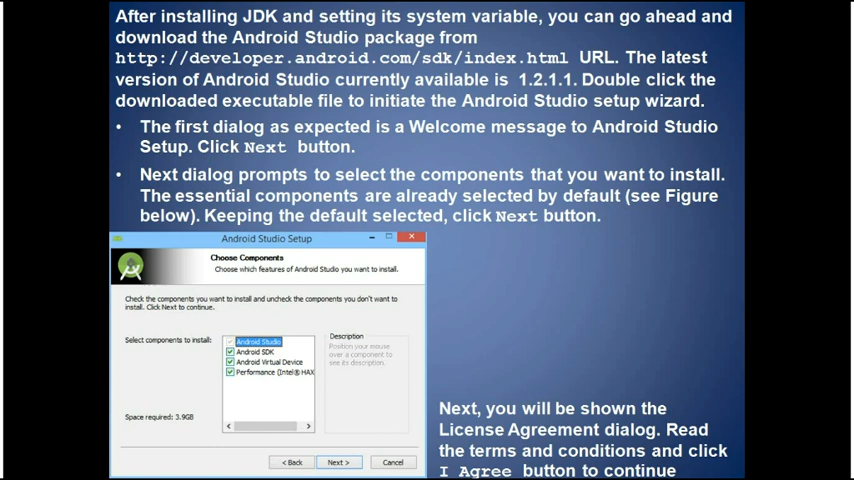 After installing JDK and setting its system variable, you can go ahead and
download the Android Studio package from
http://developer.android.com/sdk/index.html URL. The latest
version of Android Studio currently available is 1.2.1.1. Double click the
downloaded executable file to initiate the Android Studio setup wizard.
• The first dialog as expected is a Welcome message to Android Studio
Setup. Click Next button.
• Next dialog prompts to select the components that you want to install.
The essential components are already selected by default (see Figure
below). Keeping the default selected, click Next button.
Android Studio Setup
Choose Components
Choose which features of Android Studio you want to install.
Check the components you want to install and uncheck the components you don't want to
install. Click Next to continue.
Select components to install:
Android Studio
Android SDK
Android Virtual Device
Performance (Intel® HAX
Description
Position your mouse
over a component to
see its description.
Space required: 3.9GB
< Back
Next >
Cancel
Next, you will be shown the
License Agreement dialog. Read
the terms and conditions and click
I Agree button to continue